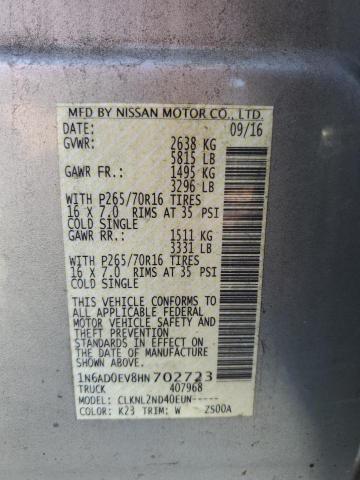 MFD BY NISSAN MOTOR CO., LTD.
DATE: 09/16
GVWR: 2638 KG
5815 LB
GAWR FR.: 1495 KG
3296 LB
WITH P265/70R16 TIRES
16 X 7.0 RIMS AT 35 PSI
COLD SINGLE
GAWR RR.: 1511 KG
3331 LB
WITH P265/70R16 TIRES
16 X 7.0 RIMS AT 35 PSI
COLD SINGLE
THIS VEHICLE CONFORMS TO
ALL APPLICABLE FEDERAL
MOTOR VEHICLE SAFETY AND
THEFT PREVENTION
STANDARDS IN EFFECT ON
THE DATE OF MANUFACTURE
SHOWN ABOVE.
1N6AD0EV8HN702723
TRUCK 407968
MODEL: CLKNL2ND40EUN-----
COLOR: K23 TRIM: W ZS00A